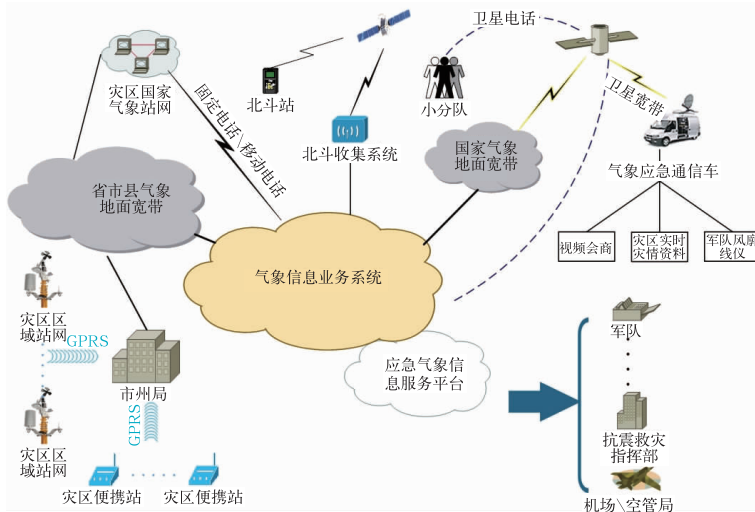 卫星电话
灾区国家
气象站网
北斗站
小分队
卫星宽带
固定电话\移动电话
北斗收集系统
国家气象
地面宽带
气象应急通信车
省市县气象
地面宽带
视频会商
灾区实时
灾情资料
军队风廓
线仪
气象信息业务系统
灾区区
域站网
GPRS
市州局
应急气象信
息服务平台
军队
GPRS
灾区区
域站网
抗震救灾
指挥部
灾区便携站
灾区便携站
机场\空管局